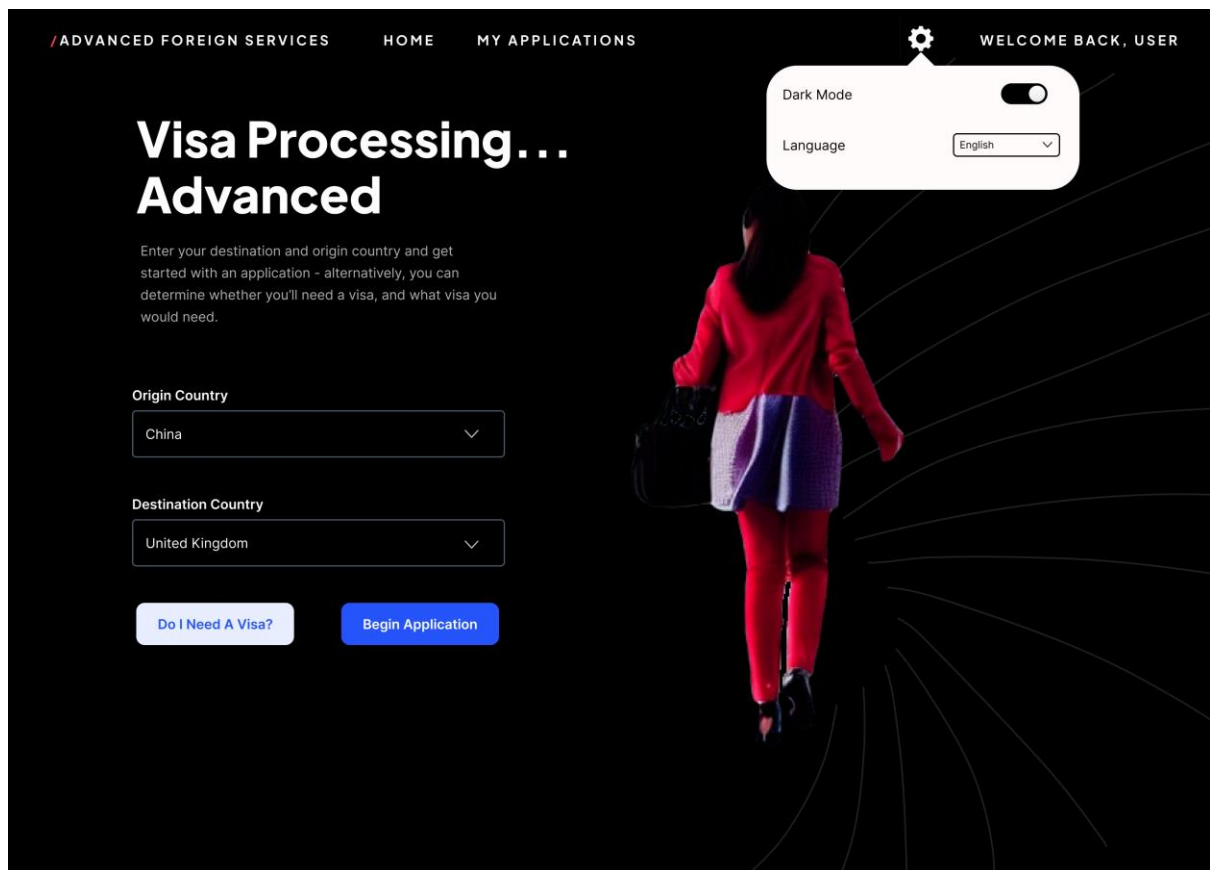 /ADVANCED FOREIGN SERVICES
HOME
MY APPLICATIONS
WELCOME BACK, USER
Dark Mode
Language
English
Visa Processing...
Advanced
Enter your destination and origin country and get
started with an application - alternatively, you can
determine whether you'll need a visa, and what visa you
would need.
Origin Country
China
Destination Country
United Kingdom
Do I Need A Visa?
Begin Application